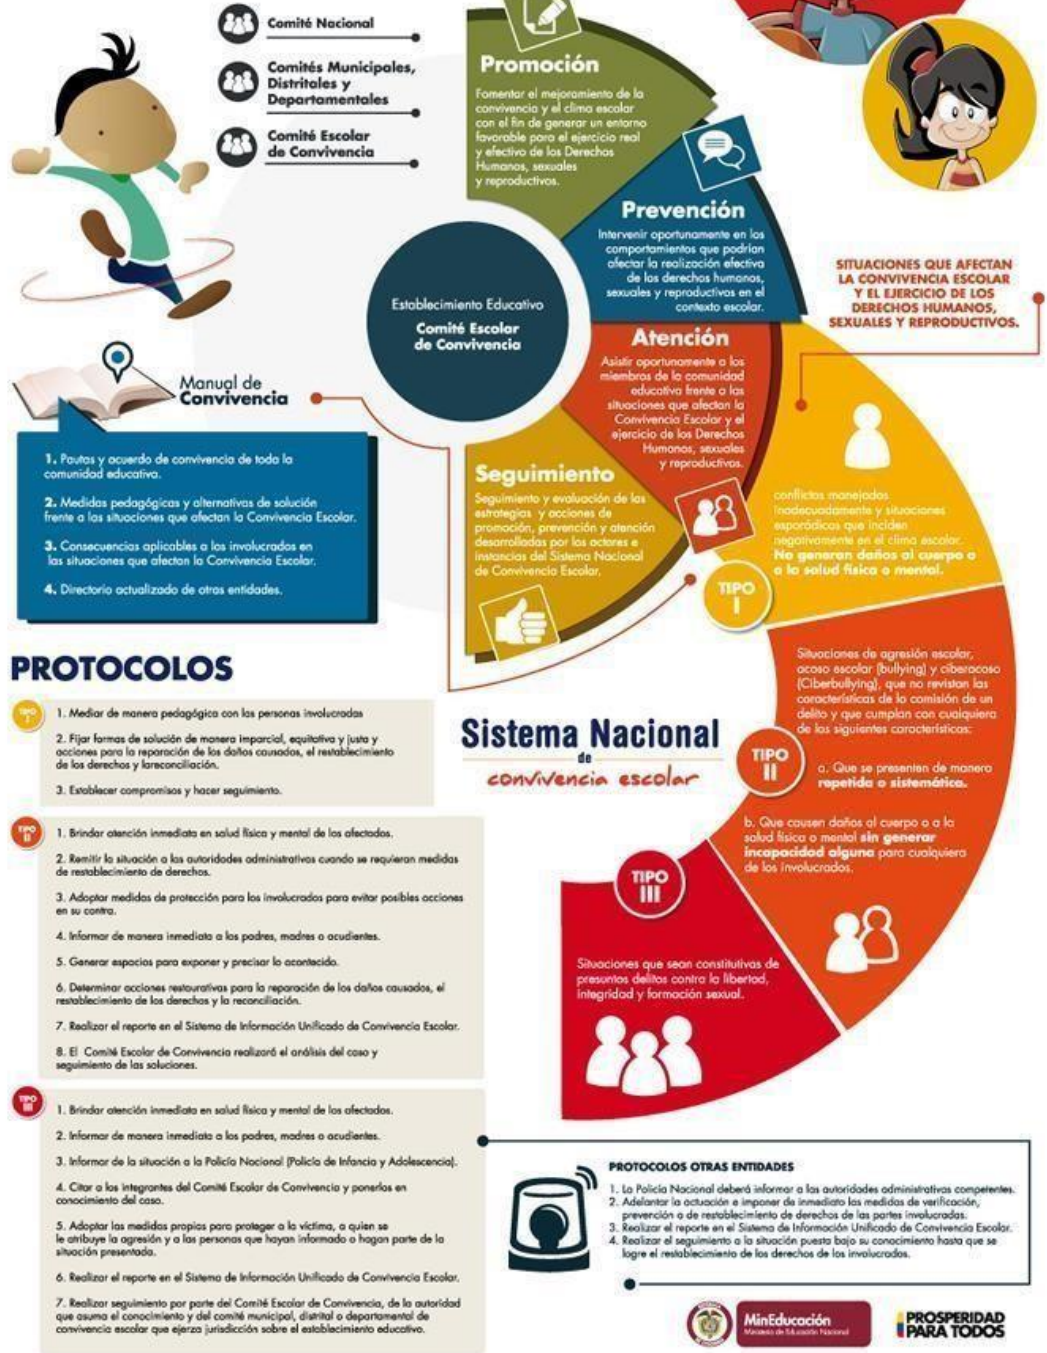 Comité Nacional
Comités Municipales,
Distritales y
Departamentales
Comité Escolar
de Convivencia
Promoción
Fomentar el mejoramiento de la
convivencia y el clima escolar
con el fin de generar un entorno
favorable para el ejercicio real
y efectivo de los Derechos
Humanos, sexuales
y reproductivos.
Prevención
Intervenir oportunamente en los
comportamientos que podrían
afectar la realización efectiva
de los derechos humanos,
sexuales y reproductivos en el
contexto escolar.
Establecimiento Educativo
Comité Escolar
de Convivencia
Atención
Asistir oportunamente a los
miembros de la comunidad
educativa frente a las
situaciones que afectan la
Convivencia Escolar y el
ejercicio de los Derechos
Humanos, sexuales
y reproductivos.
Seguimiento
Seguimiento y evaluación de las
estrategias y acciones de
promoción, prevención y atención
desarrolladas por los actores e
instancias del Sistema Nacional
de Convivencia Escolar.
SITUACIONES QUE AFECTAN
LA CONVIVENCIA ESCOLAR
Y EL EJERCICIO DE LOS
DERECHOS HUMANOS,
SEXUALES Y REPRODUCTIVOS.
Manual de
Convivencia
1. Pautas y acuerdo de convivencia de toda la
comunidad educativa.
2. Medidas pedagógicas y alternativas de solución
frente a las situaciones que afectan la Convivencia Escolar.
3. Consecuencias aplicables a los involucrados en
las situaciones que afectan la Convivencia Escolar.
4. Directorio actualizado de otras entidades.
TIPO
I
conflictos manejados
inadecuadamente y situaciones
esporádicas que inciden
negativamente en el clima escolar.
No generan daños al cuerpo o
a la salud física o mental.
TIPO
II
Situaciones de agresión escolar,
acoso escolar (bullying) y ciberacoso
(Ciberbullying), que no revistan las
características de la comisión de un
delito y que cumplan con cualquiera
de las siguientes características:
a. Que se presenten de manera
repetida o sistemática.
b. Que causen daños al cuerpo o a la
salud física o mental sin generar
incapacidad alguna para cualquiera
de los involucrados.
TIPO
III
Situaciones que sean constitutivas de
presuntos delitos contra la libertad,
integridad y formación sexual.
Sistema Nacional
de
convivencia escolar
PROTOCOLOS
TIPO
I
1. Mediar de manera pedagógica con las personas involucradas
2. Fijar formas de solución de manera imparcial, equitativa y justa y
acciones para la reparación de los daños causados, el restablecimiento
de los derechos y lareconciliación.
3. Establecer compromisos y hacer seguimiento.
TIPO
II
1. Brindar atención inmediata en salud física y mental de los afectados.
2. Remitir la situación a las autoridades administrativas cuando se requieran medidas
de restablecimiento de derechos.
3. Adoptar medidas de protección para los involucrados para evitar posibles acciones
en su contra.
4. Informar de manera inmediata a los padres, madres o acudientes.
5. Generar espacios para exponer y precisar lo acontecido.
6. Determinar acciones restaurativas para la reparación de los daños causados, el
restablecimiento de los derechos y la reconciliación.
7. Realizar el reporte en el Sistema de Información Unificado de Convivencia Escolar.
8. El Comité Escolar de Convivencia realizará el análisis del caso y
seguimiento de las soluciones.
TIPO
III
1. Brindar atención inmediata en salud física y mental de los afectados.
2. Informar de manera inmediata a los padres, madres o acudientes.
3. Informar de la situación a la Policía Nacional (Policía de Infancia y Adolescencia).
4. Citar a los integrantes del Comité Escolar de Convivencia y ponerlos en
conocimiento del caso.
5. Adoptar las medidas propias para proteger a la víctima, a quien se
le atribuye la agresión y a las personas que hayan informado o hagan parte de la
situación presentada.
6. Realizar el reporte en el Sistema de Información Unificado de Convivencia Escolar.
7. Realizar seguimiento por parte del Comité Escolar de Convivencia, de la autoridad
que asuma el conocimiento y del comité municipal, distrital o departamental de
convivencia escolar que ejerza jurisdicción sobre el establecimiento educativo.
PROTOCOLOS OTRAS ENTIDADES
1. La Policía Nacional deberá informar a las autoridades administrativas competentes.
2. Adelantar la actuación e imponer de inmediato las medidas de verificación,
prevención o de restablecimiento de derechos de las partes involucradas.
3. Realizar el reporte en el Sistema de Información Unificado de Convivencia Escolar.
4. Realizar el seguimiento a la situación puesta bajo su conocimiento hasta que se
logre el restablecimiento de los derechos de los involucrados.
MinEducación
Ministerio de Educación Nacional
PROSPERIDAD
PARA TODOS